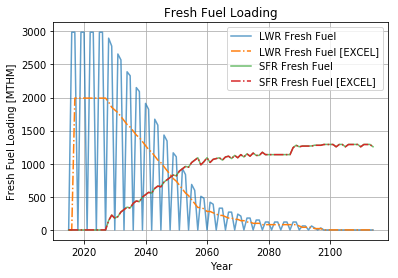 Fresh Fuel Loading
LWR Fresh Fuel
LWR Fresh Fuel [EXCEL]
SFR Fresh Fuel
SFR Fresh Fuel [EXCEL]
Fresh Fuel Loading [MTHM]
3000
2500
2000
1500
1000
500
0
2020
2040
2060
2080
2100
Year